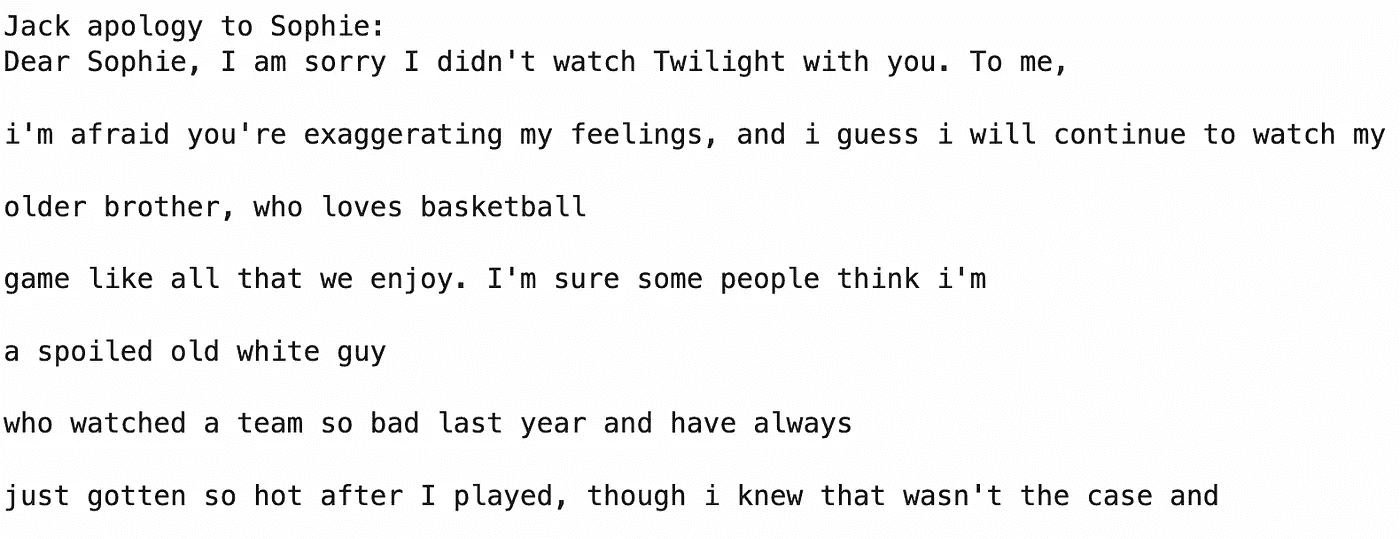 Jack apology to Sophie:
Dear Sophie, I am sorry I didn't watch Twilight with you. To me,
i'm afraid you're exaggerating my feelings, and i guess i will continue to watch my
older brother, who loves basketball
game like all that we enjoy. I'm sure some people think i'm
a spoiled old white guy
who watched a team so bad last year and have always
just gotten so hot after I played, though i knew that wasn't the case and